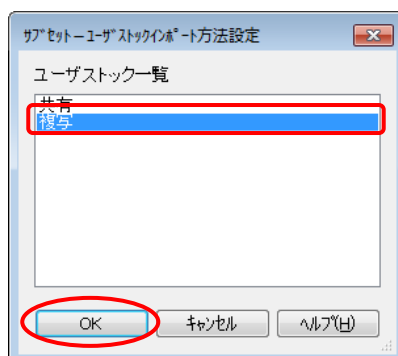 ｻﾌﾞｾｯﾄ－ﾕｰｻﾞｽﾄｯｸｲﾝﾎﾟｰﾄ方法設定
ユーザストック一覧
共有
複写
OK
ｷｬﾝｾﾙ
ﾍﾙﾌﾟ(H)